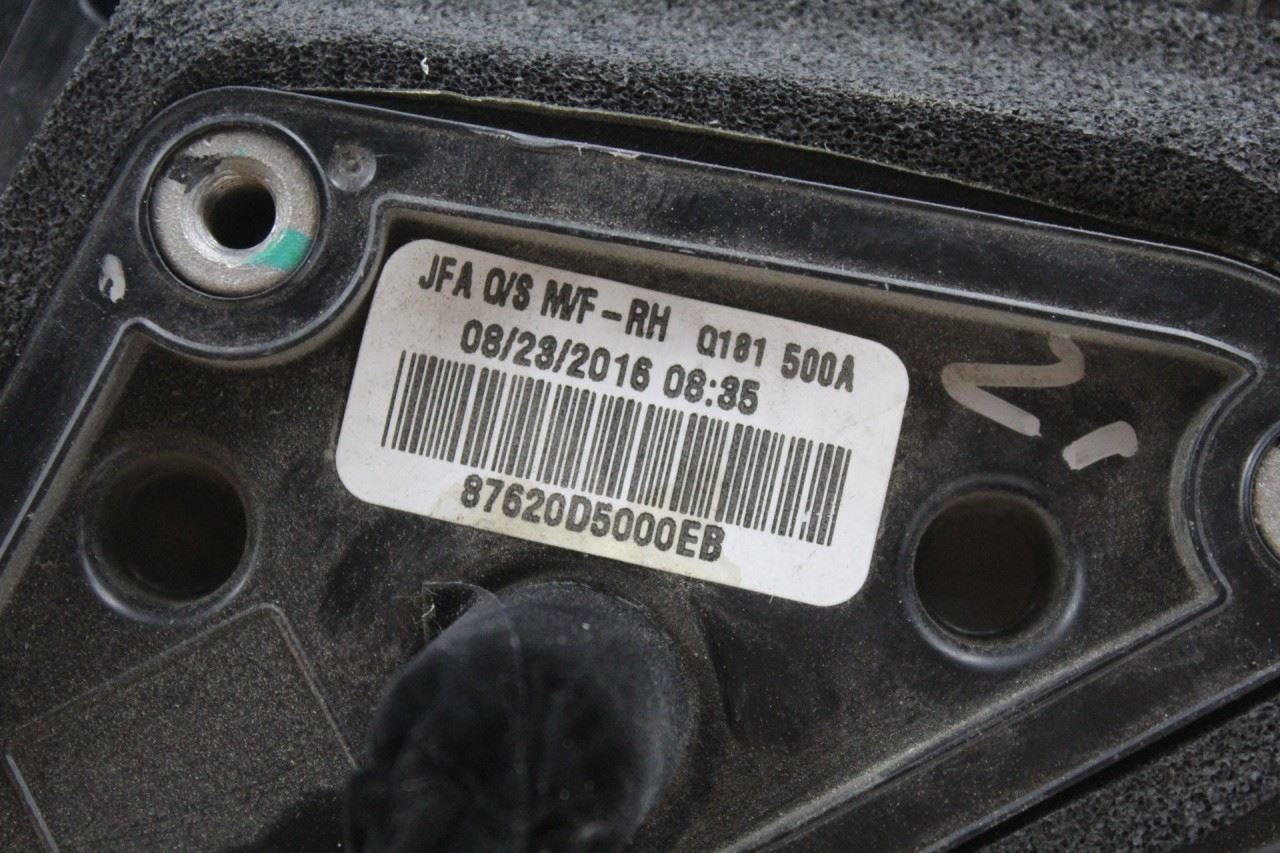 JFA O/S M/F-RH Q181 500A
08/23/2016 08:35
87620D5000EB